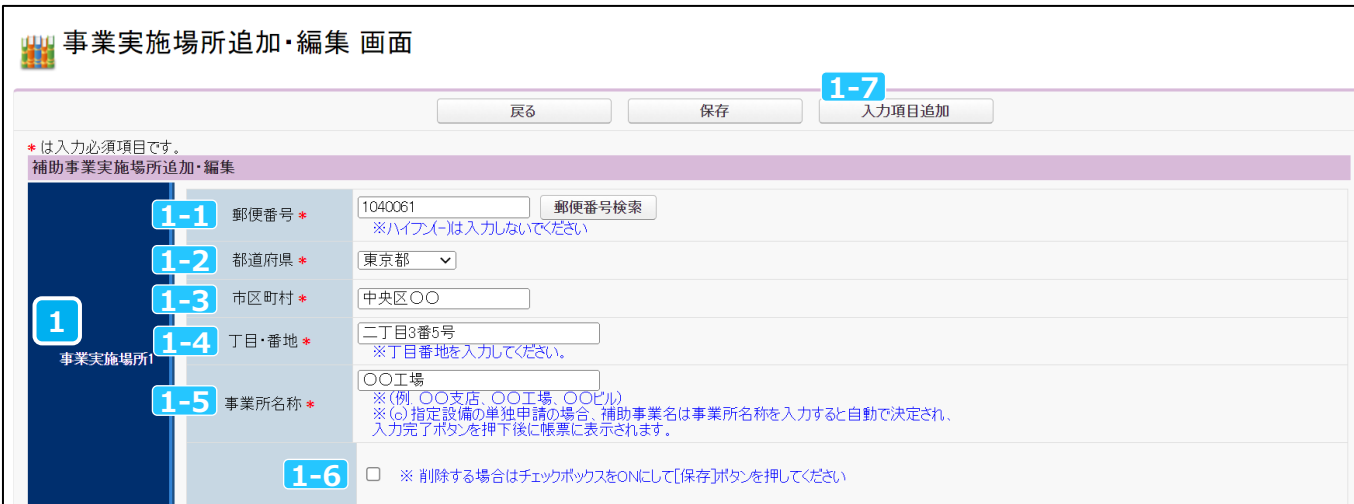 事業実施場所追加・編集 画面
1-7
戻る 保存 入力項目追加
* は入力必須項目です。
補助事業実施場所追加・編集
1-1 郵便番号 * 1040061 郵便番号検索
※ハイフン(-)は入力しないでください
1-2 都道府県 * 東京都
1-3 市区町村 * 中央区〇〇
1
事業実施場所1
1-4 丁目・番地 * 二丁目3番5号
※丁目番地を入力してください。
1-5 事業所名称 * 〇〇工場
※(例. 〇〇支店、〇〇工場、〇〇ビル)
※(c)指定設備の単独申請の場合、補助事業名は事業所名称を入力すると自動で決定され、
入力完了ボタンを押下後に帳票に表示されます。
1-6 ※ 削除する場合はチェックボックスをONにして[保存]ボタンを押してください